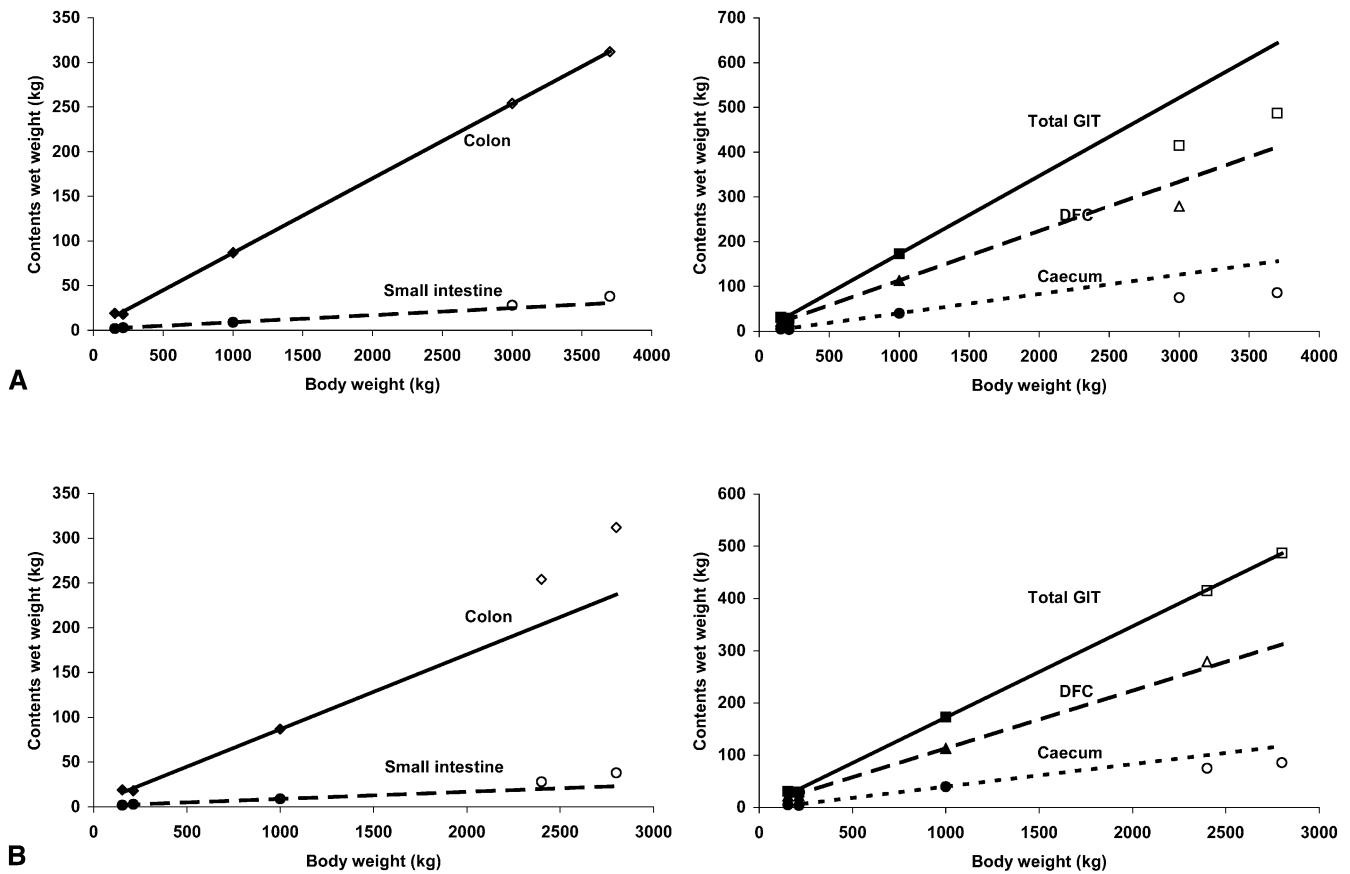 350
300
250
200
150
100
50
0
Contents wet weight (kg)
Colon
Small intestine
0 500 1000 1500 2000 2500 3000 3500 4000
Body weight (kg)
A
700
600
500
400
300
200
100
0
Contents wet weight (kg)
Total GIT
DFC
Caecum
0 500 1000 1500 2000 2500 3000 3500 4000
Body weight (kg)
350
300
250
200
150
100
50
0
Contents wet weight (kg)
Colon
Small intestine
0 500 1000 1500 2000 2500 3000
Body weight (kg)
B
600
500
400
300
200
100
0
Contents wet weight (kg)
Total GIT
DFC
Caecum
0 500 1000 1500 2000 2500 3000
Body weight (kg)